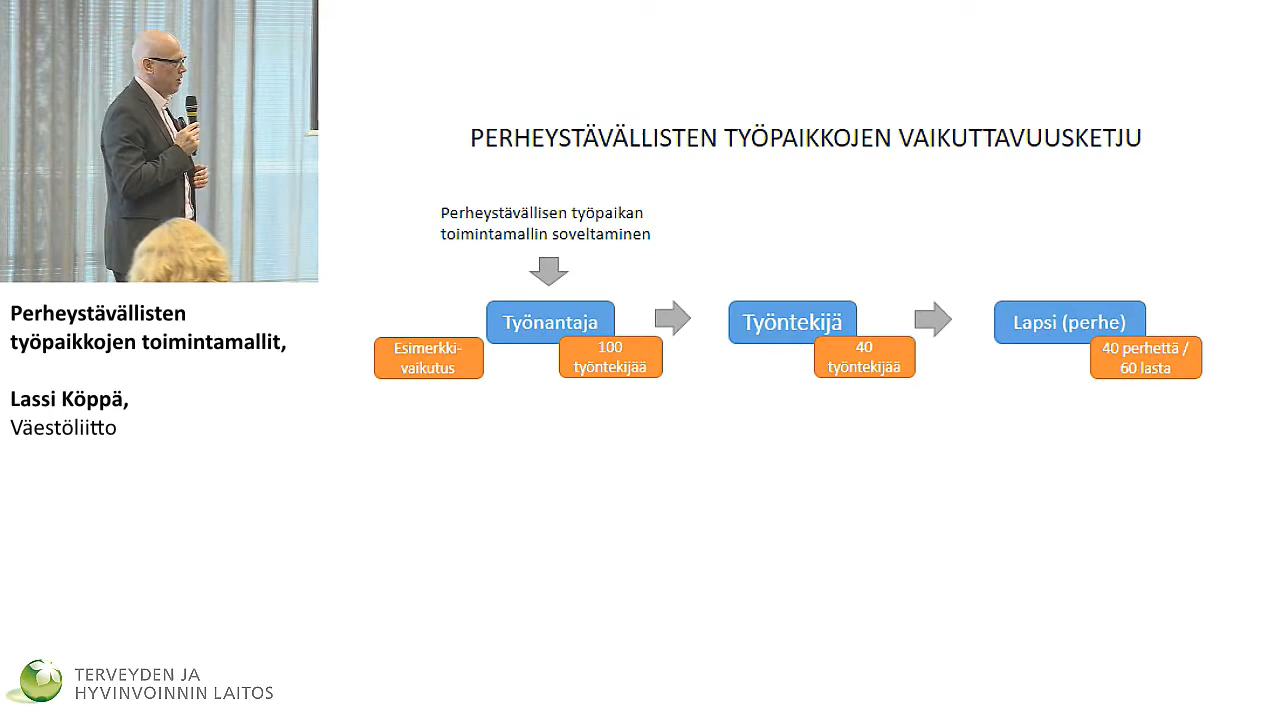 PERHEYSTÄVÄLLISTEN TYÖPAIKKOJEN VAIKUTTAVUUSKETJU
Perheystävällisen työpaikan
toimintamallin soveltaminen
Työnantaja
Työntekijä
Lapsi (perhe)
Esimerkki-
vaikutus
100
työntekijää
40
työntekijää
40 perhettä /
60 lasta
Perheystävällisten
työpaikkojen toimintamallit,
Lassi Köppä,
Väestöliitto
TERVEYDEN JA
HYVINVOINNIN LAITOS